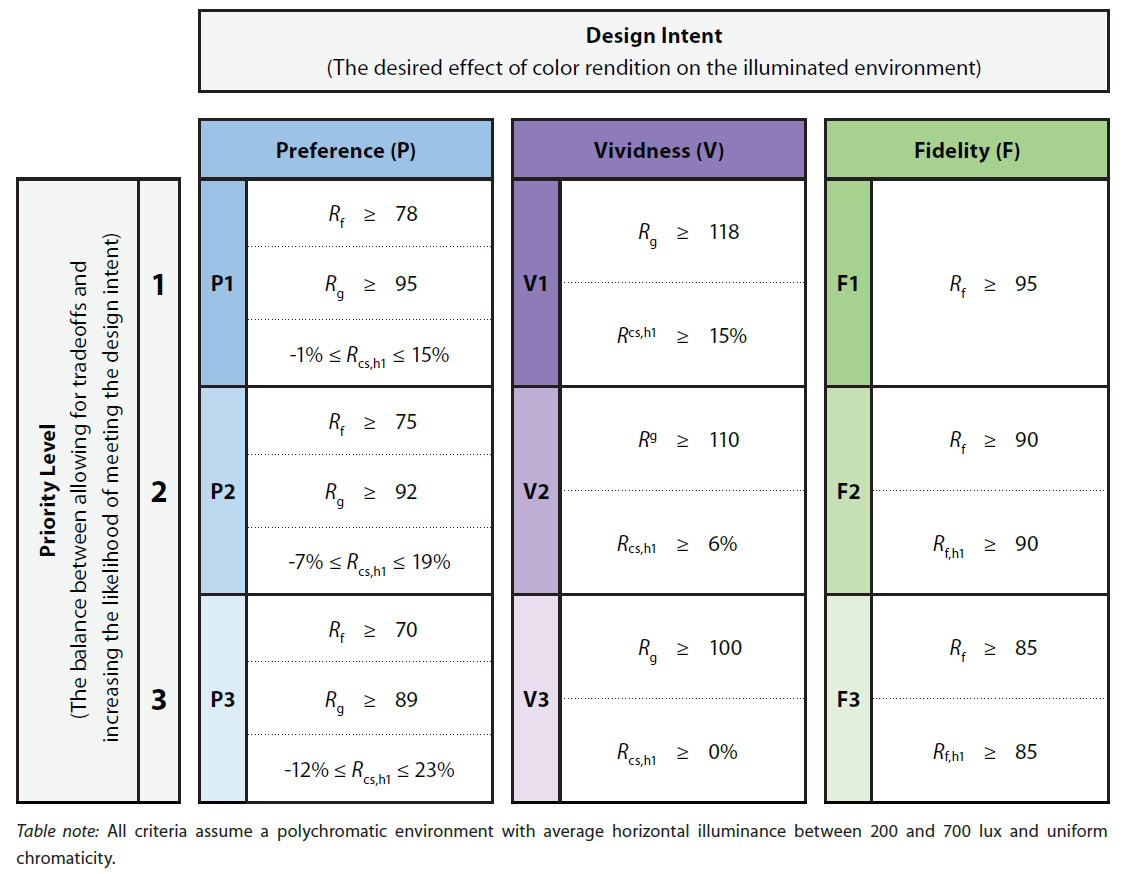 Design Intent
(The desired effect of color rendition on the illuminated environment)
Preference (P)
Vividness (V)
Fidelity (F)
Priority Level
(The balance between allowing for tradeoffs and
increasing the likelihood of meeting the design intent)
1
P1
Rf ≥ 78
Rg ≥ 95
-1% ≤ Rcs,h1 ≤ 15%
V1
Rg ≥ 118
Rcs,h1 ≥ 15%
F1
Rf ≥ 95
2
P2
Rf ≥ 75
Rg ≥ 92
-7% ≤ Rcs,h1 ≤ 19%
V2
Rg ≥ 110
Rcs,h1 ≥ 6%
F2
Rf ≥ 90
Rf,h1 ≥ 90
3
P3
Rf ≥ 70
Rg ≥ 89
-12% ≤ Rcs,h1 ≤ 23%
V3
Rg ≥ 100
Rcs,h1 ≥ 0%
F3
Rf ≥ 85
Rf,h1 ≥ 85
Table note: All criteria assume a polychromatic environment with average horizontal illuminance between 200 and 700 lux and uniform
chromaticity.